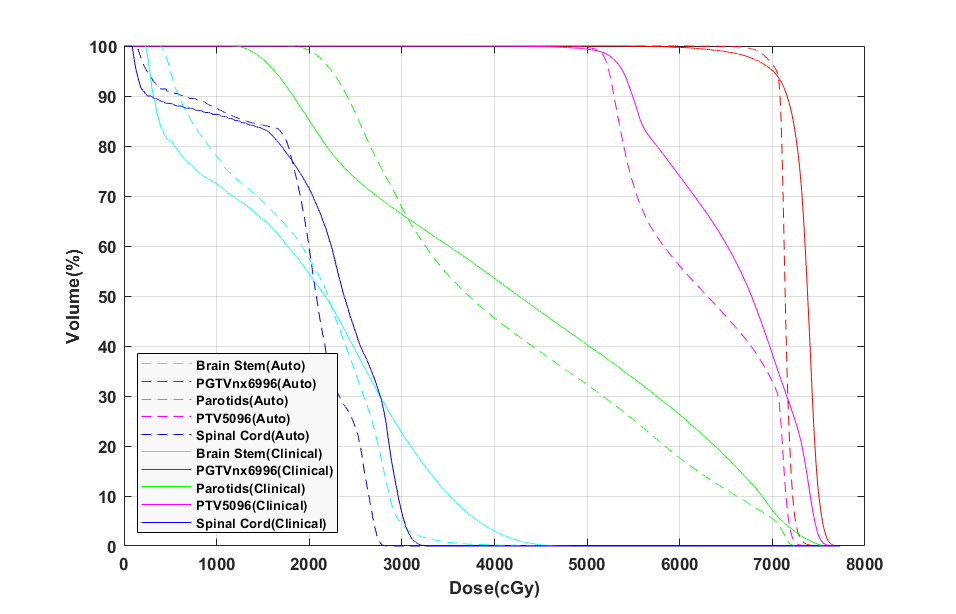 100
90
80
70
60
50
40
30
20
10
0
Volume(%)
Brain Stem(Auto)
PGTVnx6996(Auto)
Parotids(Auto)
PTV5096(Auto)
Spinal Cord(Auto)
Brain Stem(Clinical)
PGTVnx6996(Clinical)
Parotids(Clinical)
PTV5096(Clinical)
Spinal Cord(Clinical)
0 1000 2000 3000 4000 5000 6000 7000 8000
Dose(cGy)